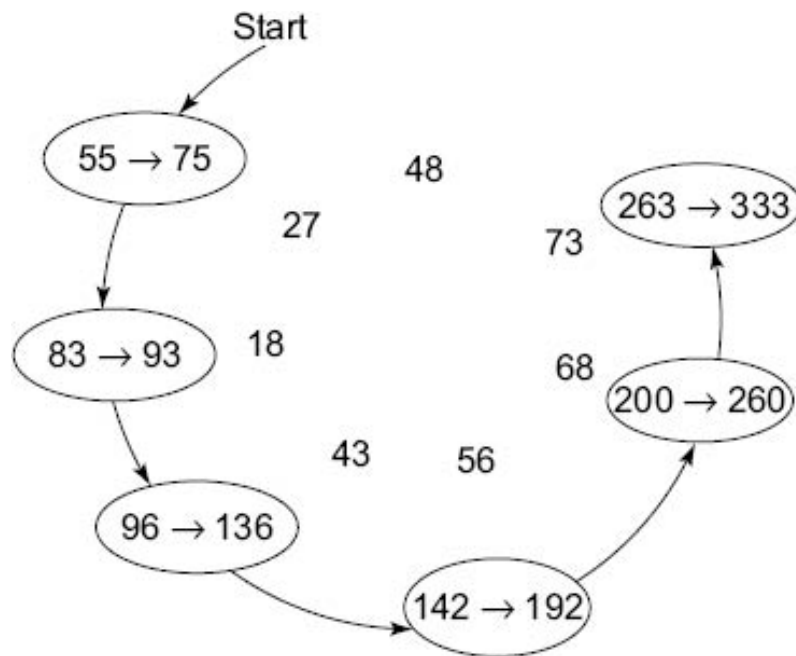 Start
55 → 75
48
27
263 → 333
73
83 → 93
18
68
200 → 260
43
56
96 → 136
142 → 192